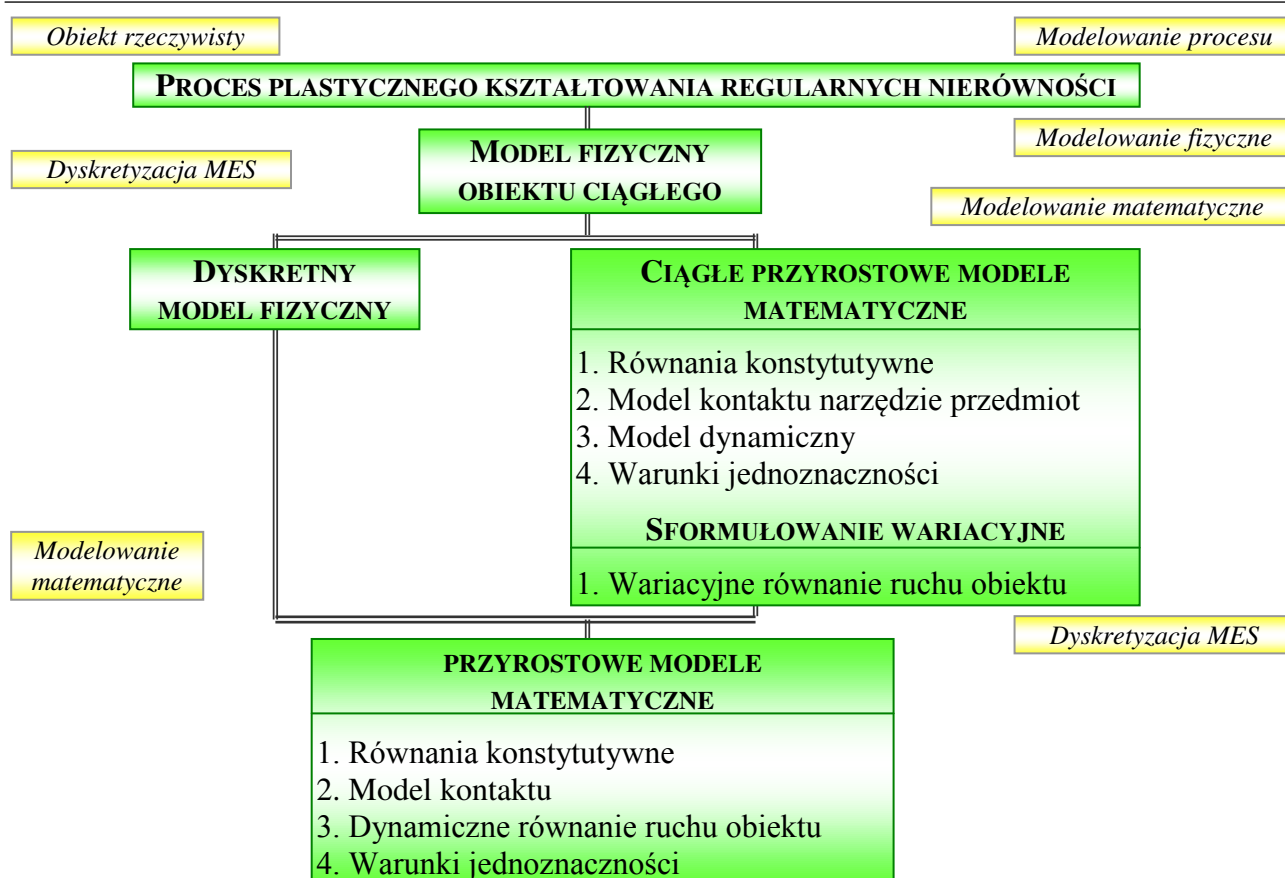 Obiekt rzeczywisty
Modelowanie procesu
PROCES PLASTYCZNEGO KSZTAŁTOWANIA REGULARNYCH NIERÓWNOŚCI
Modelowanie fizyczne
Dyskretyzacja MES
MODEL FIZYCZNY
OBIEKTU CIĄGŁEGO
Modelowanie matematyczne
DYSKRETNY
MODEL FIZYCZNY
CIĄGŁE PRZYROSTOWE MODELE
MATEMATYCZNE
1. Równania konstytutywne
2. Model kontaktu narzędzie przedmiot
3. Model dynamiczny
4. Warunki jednoznaczności
SFORMUŁOWANIE WARIACYJNE
1. Wariacyjne równanie ruchu obiektu
Modelowanie
matematyczne
Dyskretyzacja MES
PRZYROSTOWE MODELE
MATEMATYCZNE
1. Równania konstytutywne
2. Model kontaktu
3. Dynamiczne równanie ruchu obiektu
4. Warunki jednoznaczności